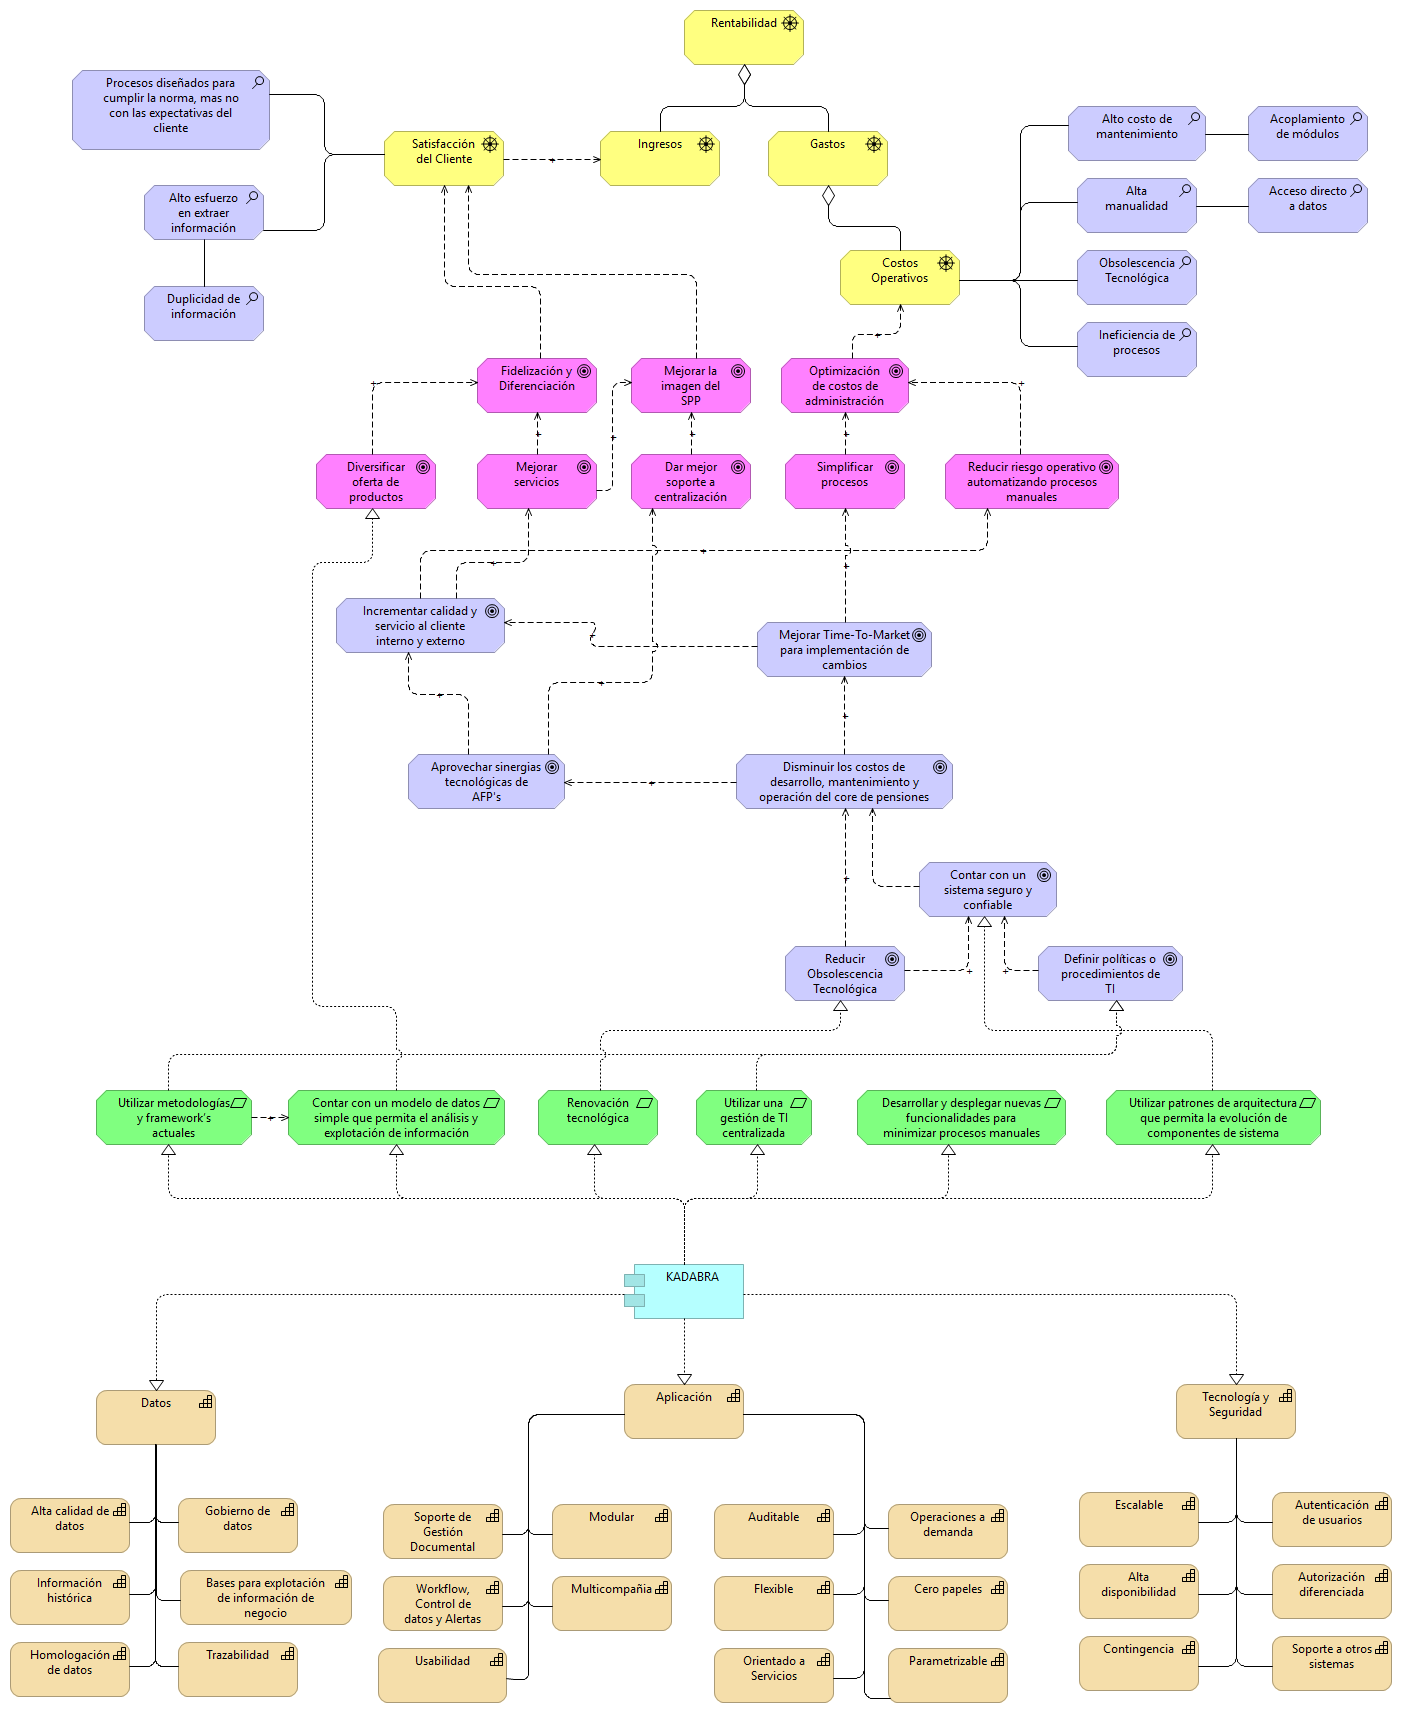 Rentabilidad
Procesos diseñados para
cumplir la norma, mas no
con las expectativas del
cliente
Satisfacción
del Cliente
Ingresos
Gastos
Alto costo de
mantenimiento
Acoplamiento
de módulos
Alto esfuerzo
en extraer
información
Alta
manualidad
Acceso directo
a datos
Costos
Operativos
Obsolescencia
Tecnológica
Duplicidad de
información
Ineficiencia de
procesos
Fidelización y
Diferenciación
Mejorar la
imagen del
SPP
Optimización
de costos de
administración
Diversificar
oferta de
productos
Mejorar
servicios
Dar mejor
soporte a
centralización
Simplificar
procesos
Reducir riesgo operativo
automatizando procesos
manuales
Incrementar calidad y
servicio al cliente
interno y externo
Mejorar Time-To-Market
para implementación de
cambios
Aprovechar sinergias
tecnológicas de
AFP's
Disminuir los costos de
desarrollo, mantenimiento y
operación del core de pensiones
Contar con un
sistema seguro y
confiable
Reducir
Obsolescencia
Tecnológica
Definir políticas o
procedimientos de
TI
Utilizar metodologías
y framework's
actuales
Contar con un modelo de datos
simple que permita el análisis y
explotación de información
Renovación
tecnológica
Utilizar una
gestión de TI
centralizada
Desarrollar y desplegar nuevas
funcionalidades para
minimizar procesos manuales
Utilizar patrones de arquitectura
que permita la evolución de
componentes de sistema
KADABRA
Datos
Aplicación
Tecnología y
Seguridad
Alta calidad de
datos
Gobierno de
datos
Soporte de
Gestión
Documental
Modular
Auditable
Operaciones a
demanda
Escalable
Autenticación
de usuarios
Información
histórica
Bases para explotación
de información de
negocio
Workflow,
Control de
datos y Alertas
Multicompañia
Flexible
Cero papeles
Alta
disponibilidad
Autorización
diferenciada
Homologación
de datos
Trazabilidad
Usabilidad
Orientado a
Servicios
Parametrizable
Contingencia
Soporte a otros
sistemas